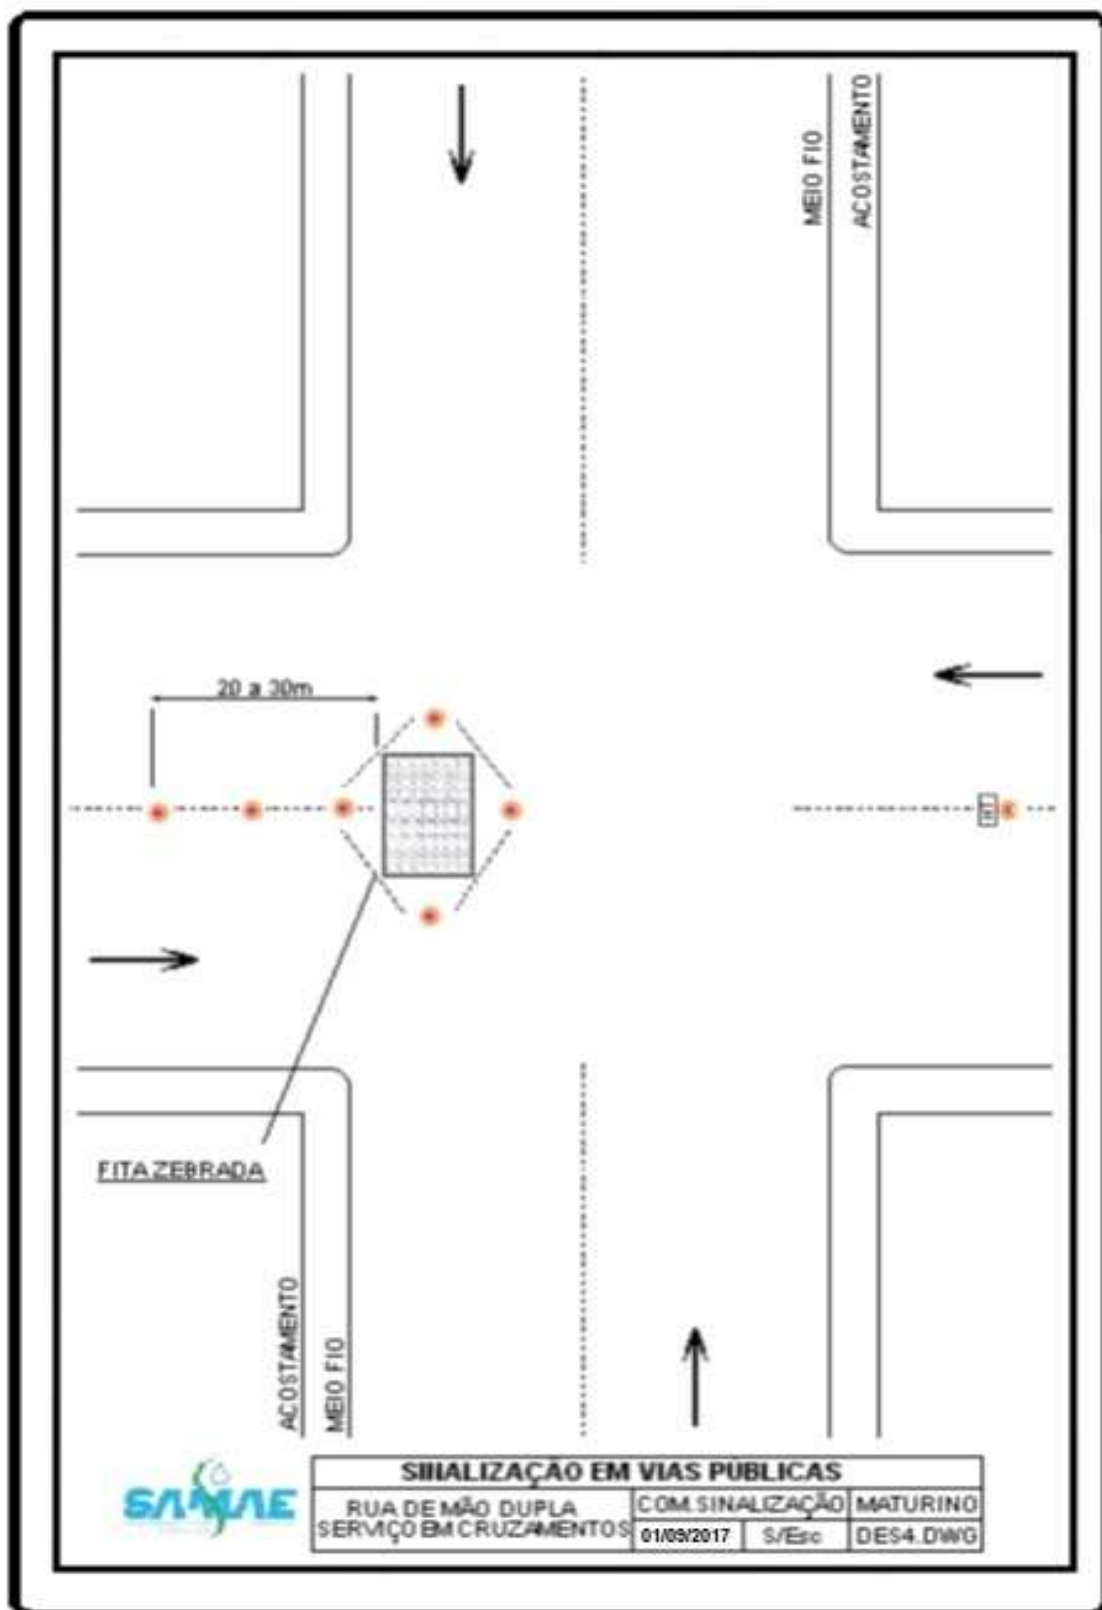 MEIO FIO
ACOSTAMENTO
20 a 30m
FITA ZEBRADA
ACOSTAMENTO
MEIO FIO
SAMAE
SINALIZAÇÃO EM VIAS PÚBLICAS
RUA DE MÃO DUPLA
SERVIÇO EM CRUZAMENTOS
COM.SINALIZAÇÃO
MATURINO
01/09/2017
S/Esc
DES4.DWG